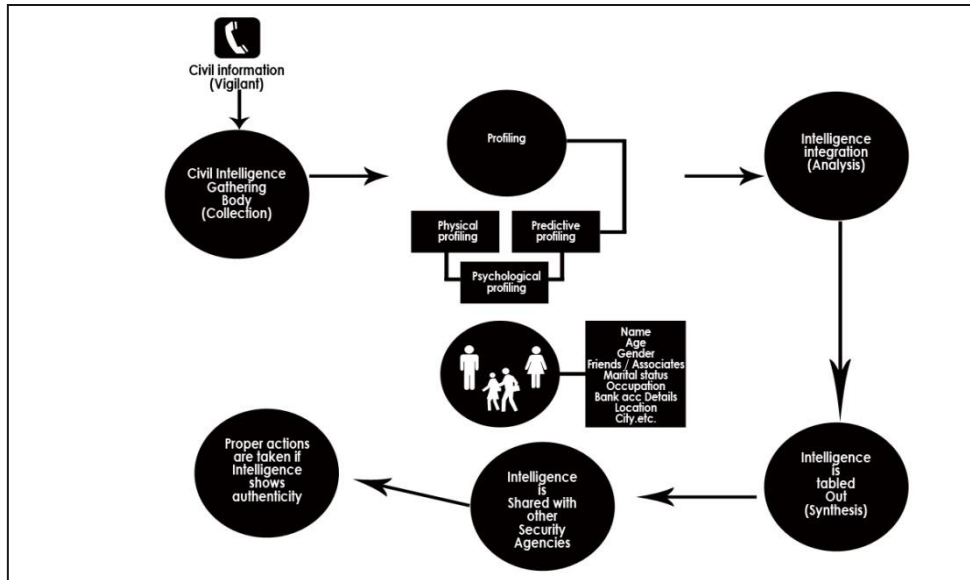 Civil information
(Vigilant)
Civil Intelligence
Gathering
Body
(Collection)
Profiling
Physical
profiling
Predictive
profiling
Psychological
profiling
Intelligence
integration
(Analysis)
Name
Age
Gender
Friends / Associates
Marital status
Occupation
Bank acc Details
Location
City.etc.
Intelligence
is
tabled
Out
(Synthesis)
Intelligence
is
Shared with
other
Security
Agencies
Proper actions
are taken if
Intelligence
shows
authenticity